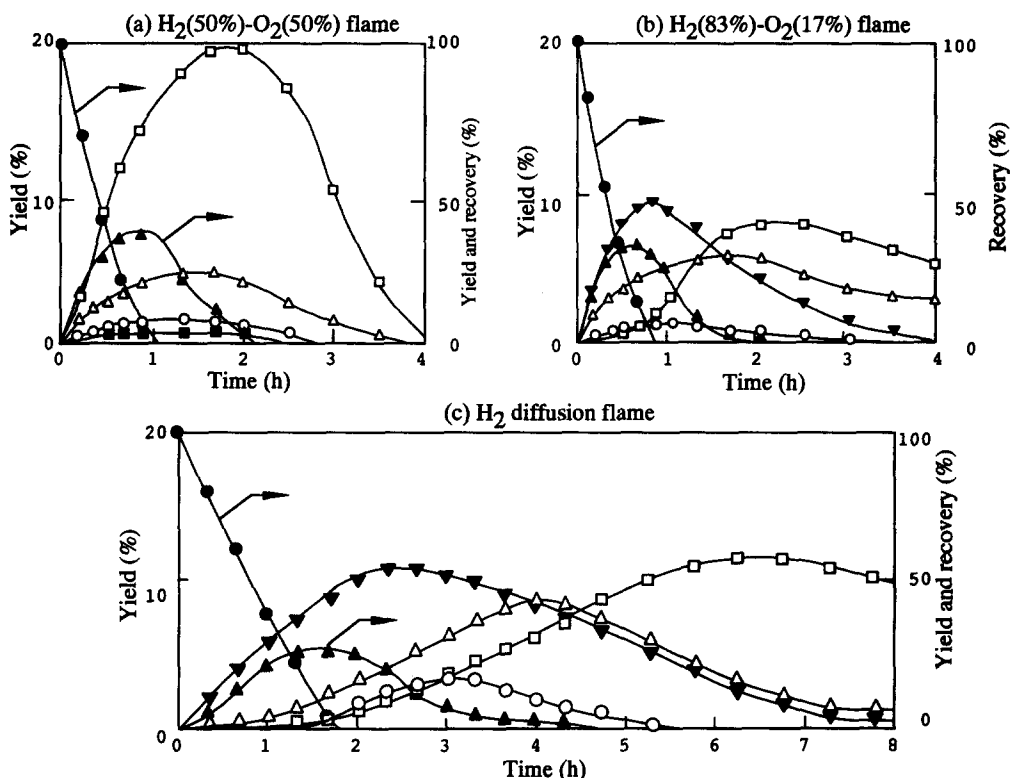 (a) H2(50%)-O2(50%) flame
20
10
0
Yield (%)
100
50
0
Yield and recovery (%)
0 1 2 3 4
Time (h)
(b) H2(83%)-O2(17%) flame
20
10
0
Yield (%)
100
50
0
Recovery (%)
0 1 2 3 4
Time (h)
(c) H2 diffusion flame
20
10
0
Yield (%)
100
50
0
Yield and recovery (%)
0 1 2 3 4 5 6 7 8
Time (h)